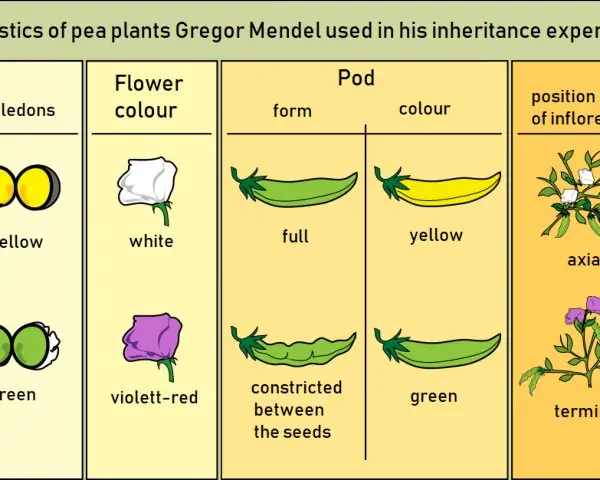 stics of pea plants Gregor Mendel used in his inheritance exper
ledons
ellow
reen
Flower
colour
white
violett-red
Pod
form
colour
full
yellow
constricted
between
the seeds
green
position
of inflore
axia
termi